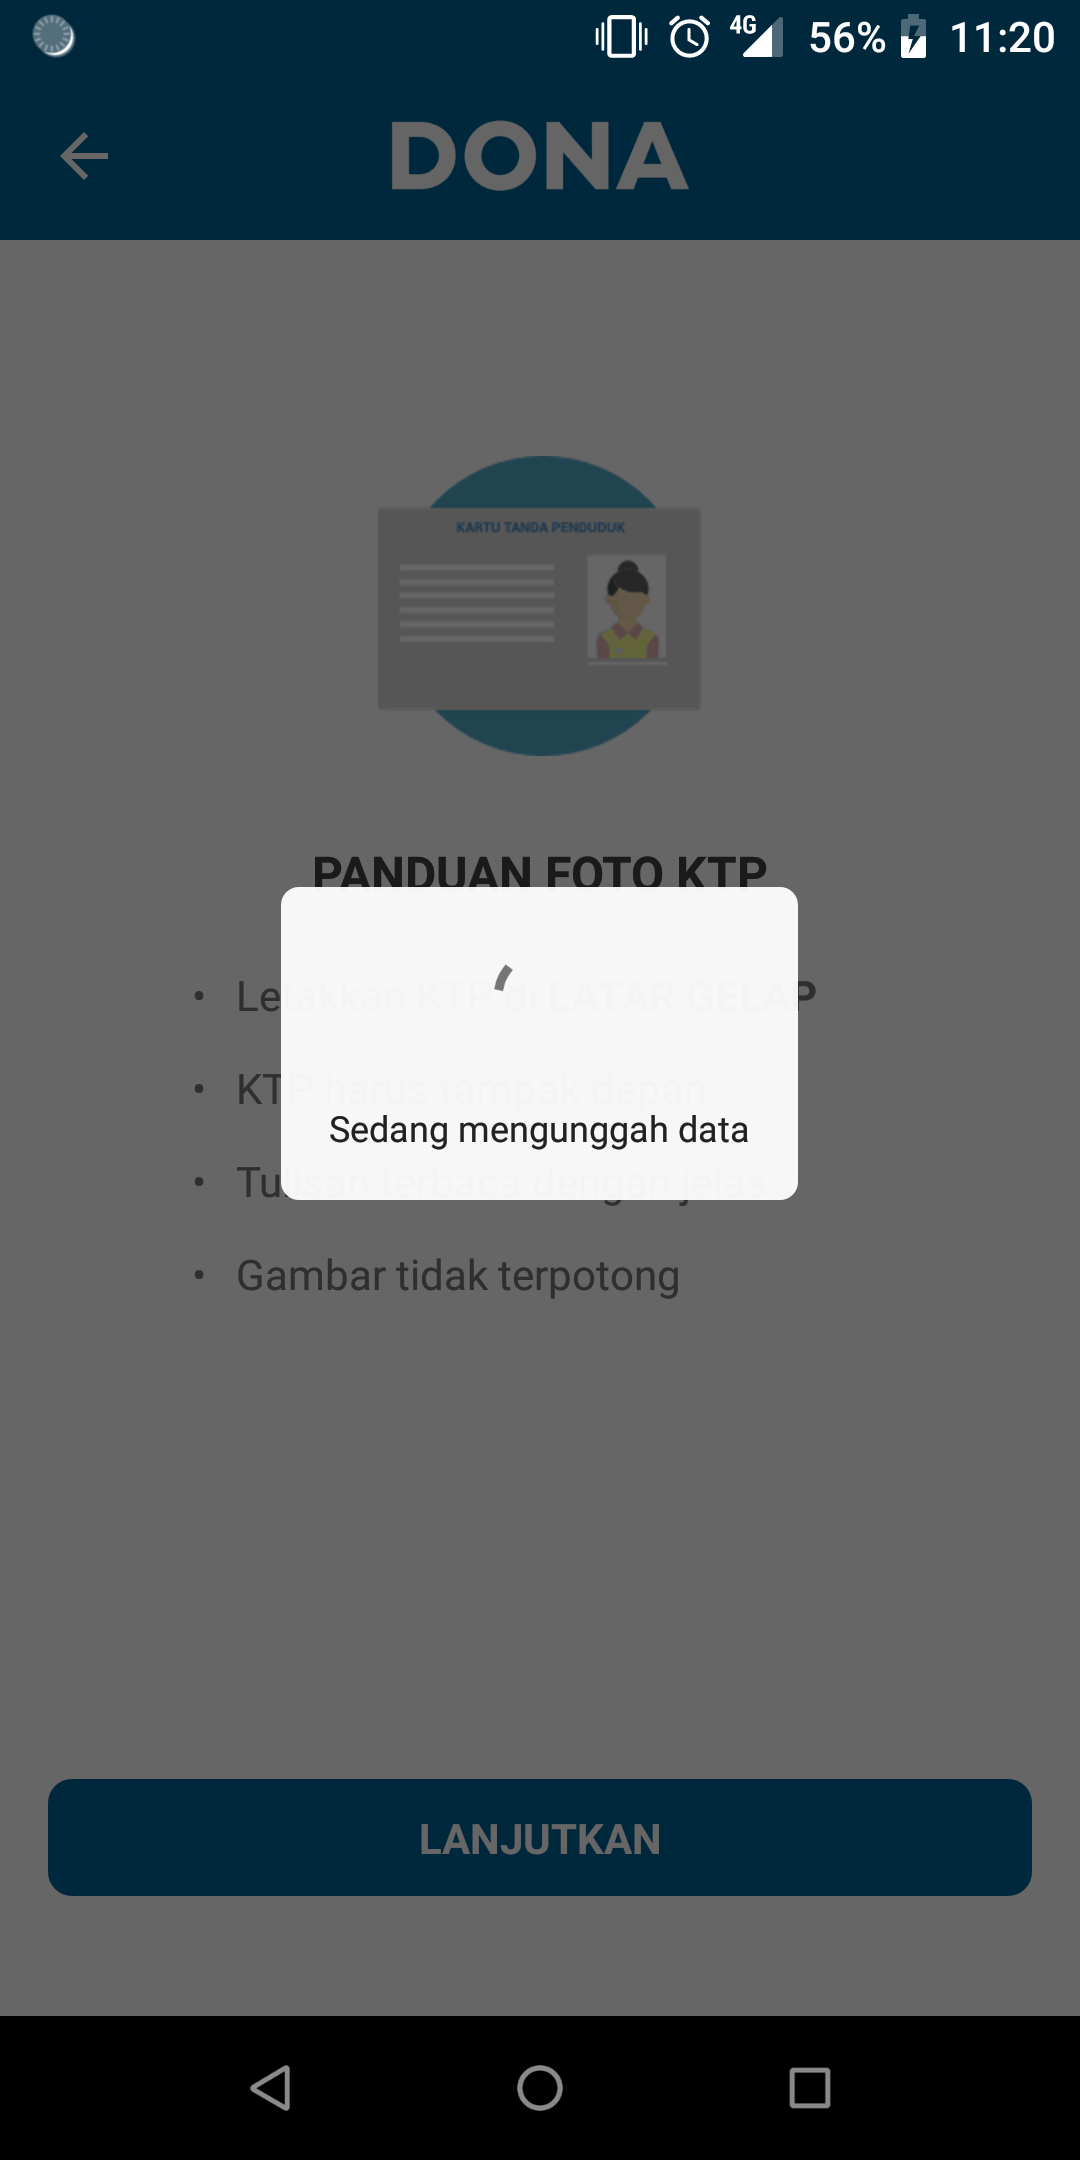 4G 56% 11:20
DONA
KARTU TANDA PENDUDUK
PANDUAN FOTO KTP
• Letakkan KTP di LATAR GELAP
• KTP harus tampak depan
Sedang mengunggah data
• Tulisan terbaca dengan jelas
• Gambar tidak terpotong
LANJUTKAN